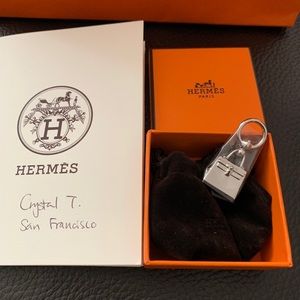 H
HERMÈS
Crystal T.
San Francisco
HERMÈS
PARIS